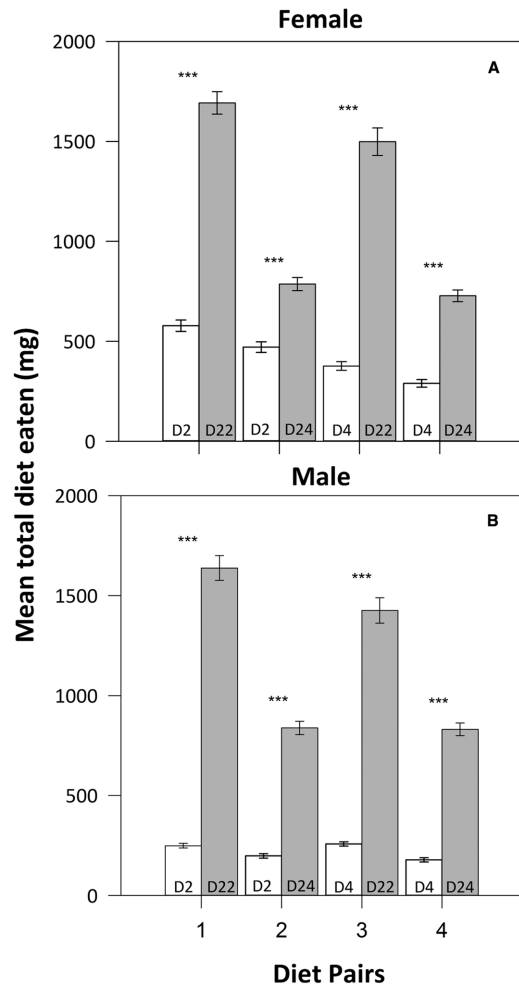 Female
2000
A
***
***
1500
***
***
1000
500
D2 D22 D2 D24 D4 D22 D4 D24
0
Mean total diet eaten (mg)
Male
2000
B
***
***
1500
***
***
1000
500
D2 D22 D2 D24 D4 D22 D4 D24
0
1 2 3 4
Diet Pairs